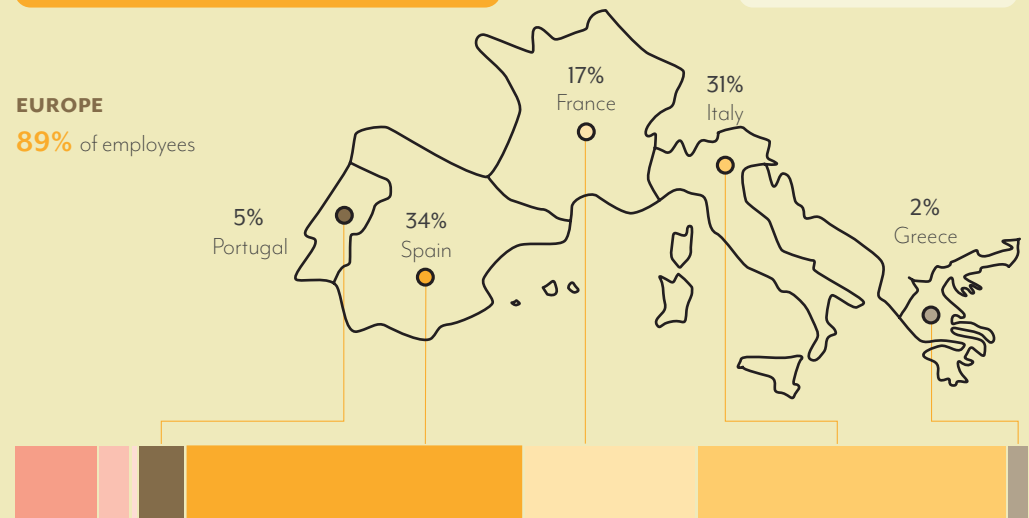 EUROPE
89% of employees
17%
France
31%
Italy
5%
Portugal
34%
Spain
2%
Greece